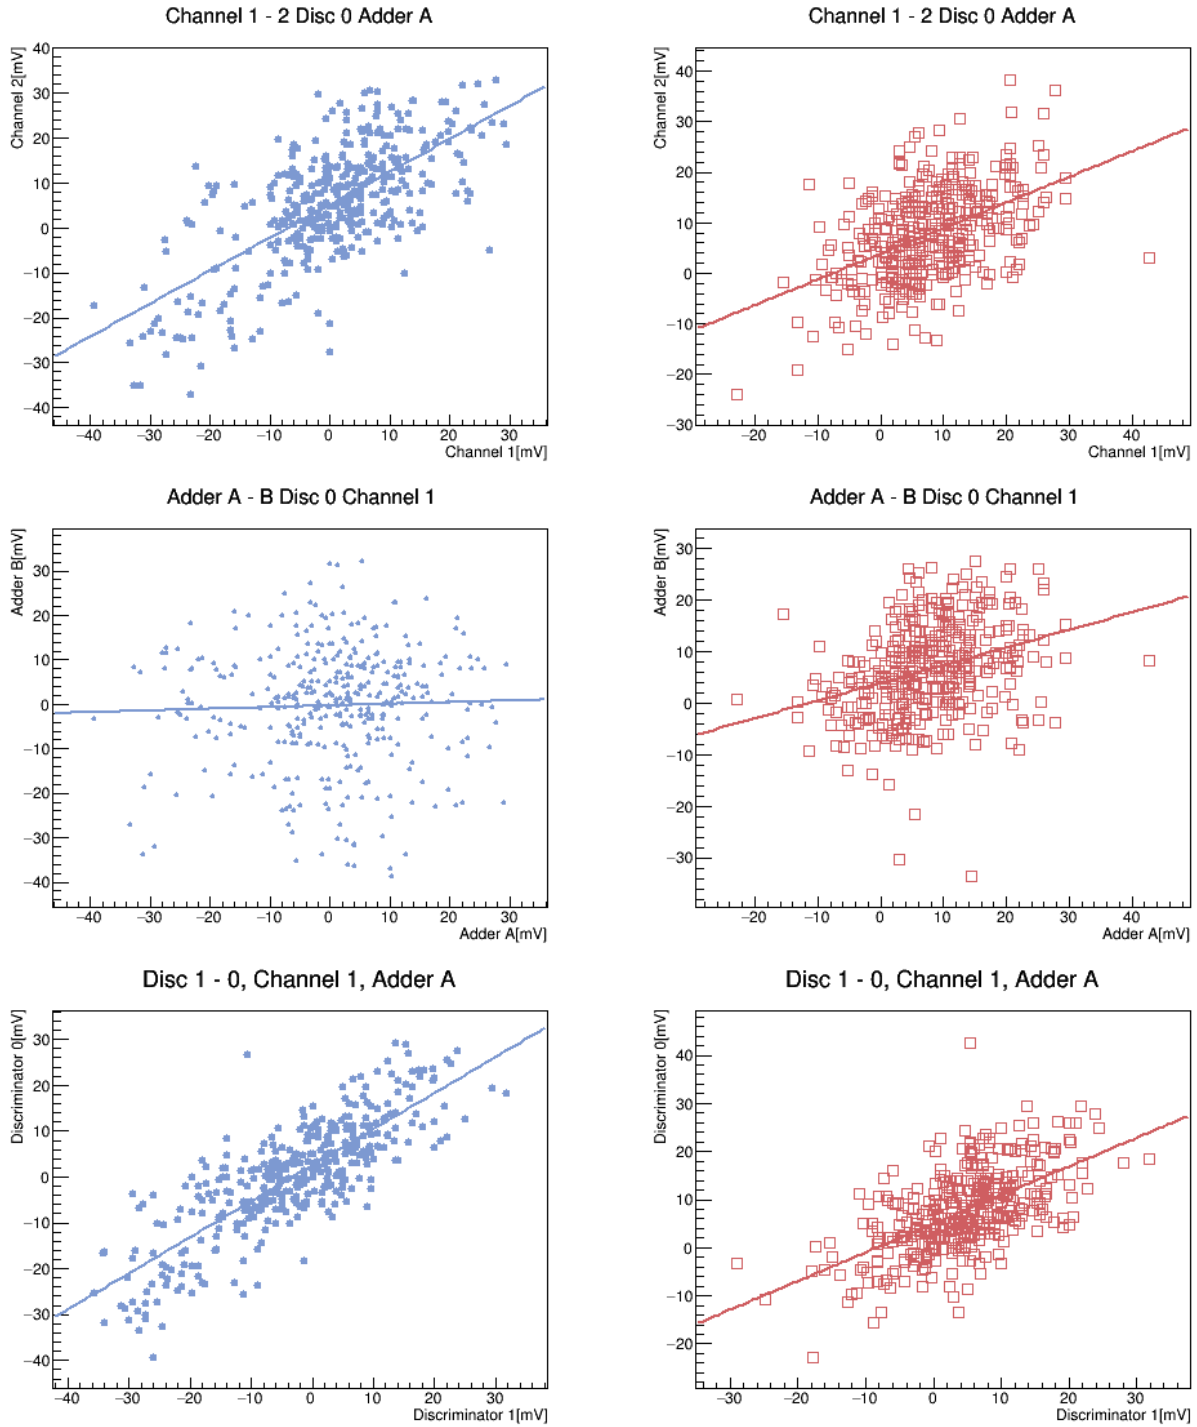 Channel 1 - 2 Disc 0 Adder A
Channel 2[mV]
40
30
20
10
0
−10
−20
−30
−40
−40 −30 −20 −10 0 10 20 30
Channel 1[mV]
Channel 1 - 2 Disc 0 Adder A
Channel 2[mV]
40
30
20
10
0
−10
−20
−30
−20 −10 0 10 20 30 40
Channel 1[mV]
Adder A - B Disc 0 Channel 1
Adder B[mV]
30
20
10
0
−10
−20
−30
−40
−40 −30 −20 −10 0 10 20 30
Adder A[mV]
Adder A - B Disc 0 Channel 1
Adder B[mV]
30
20
10
0
−10
−20
−30
−20 −10 0 10 20 30 40
Adder A[mV]
Disc 1 - 0, Channel 1, Adder A
Discriminator 0[mV]
30
20
10
0
−10
−20
−30
−40
−40 −30 −20 −10 0 10 20 30
Discriminator 1[mV]
Disc 1 - 0, Channel 1, Adder A
Discriminator 0[mV]
40
30
20
10
0
−10
−20
−30 −20 −10 0 10 20 30
Discriminator 1[mV]